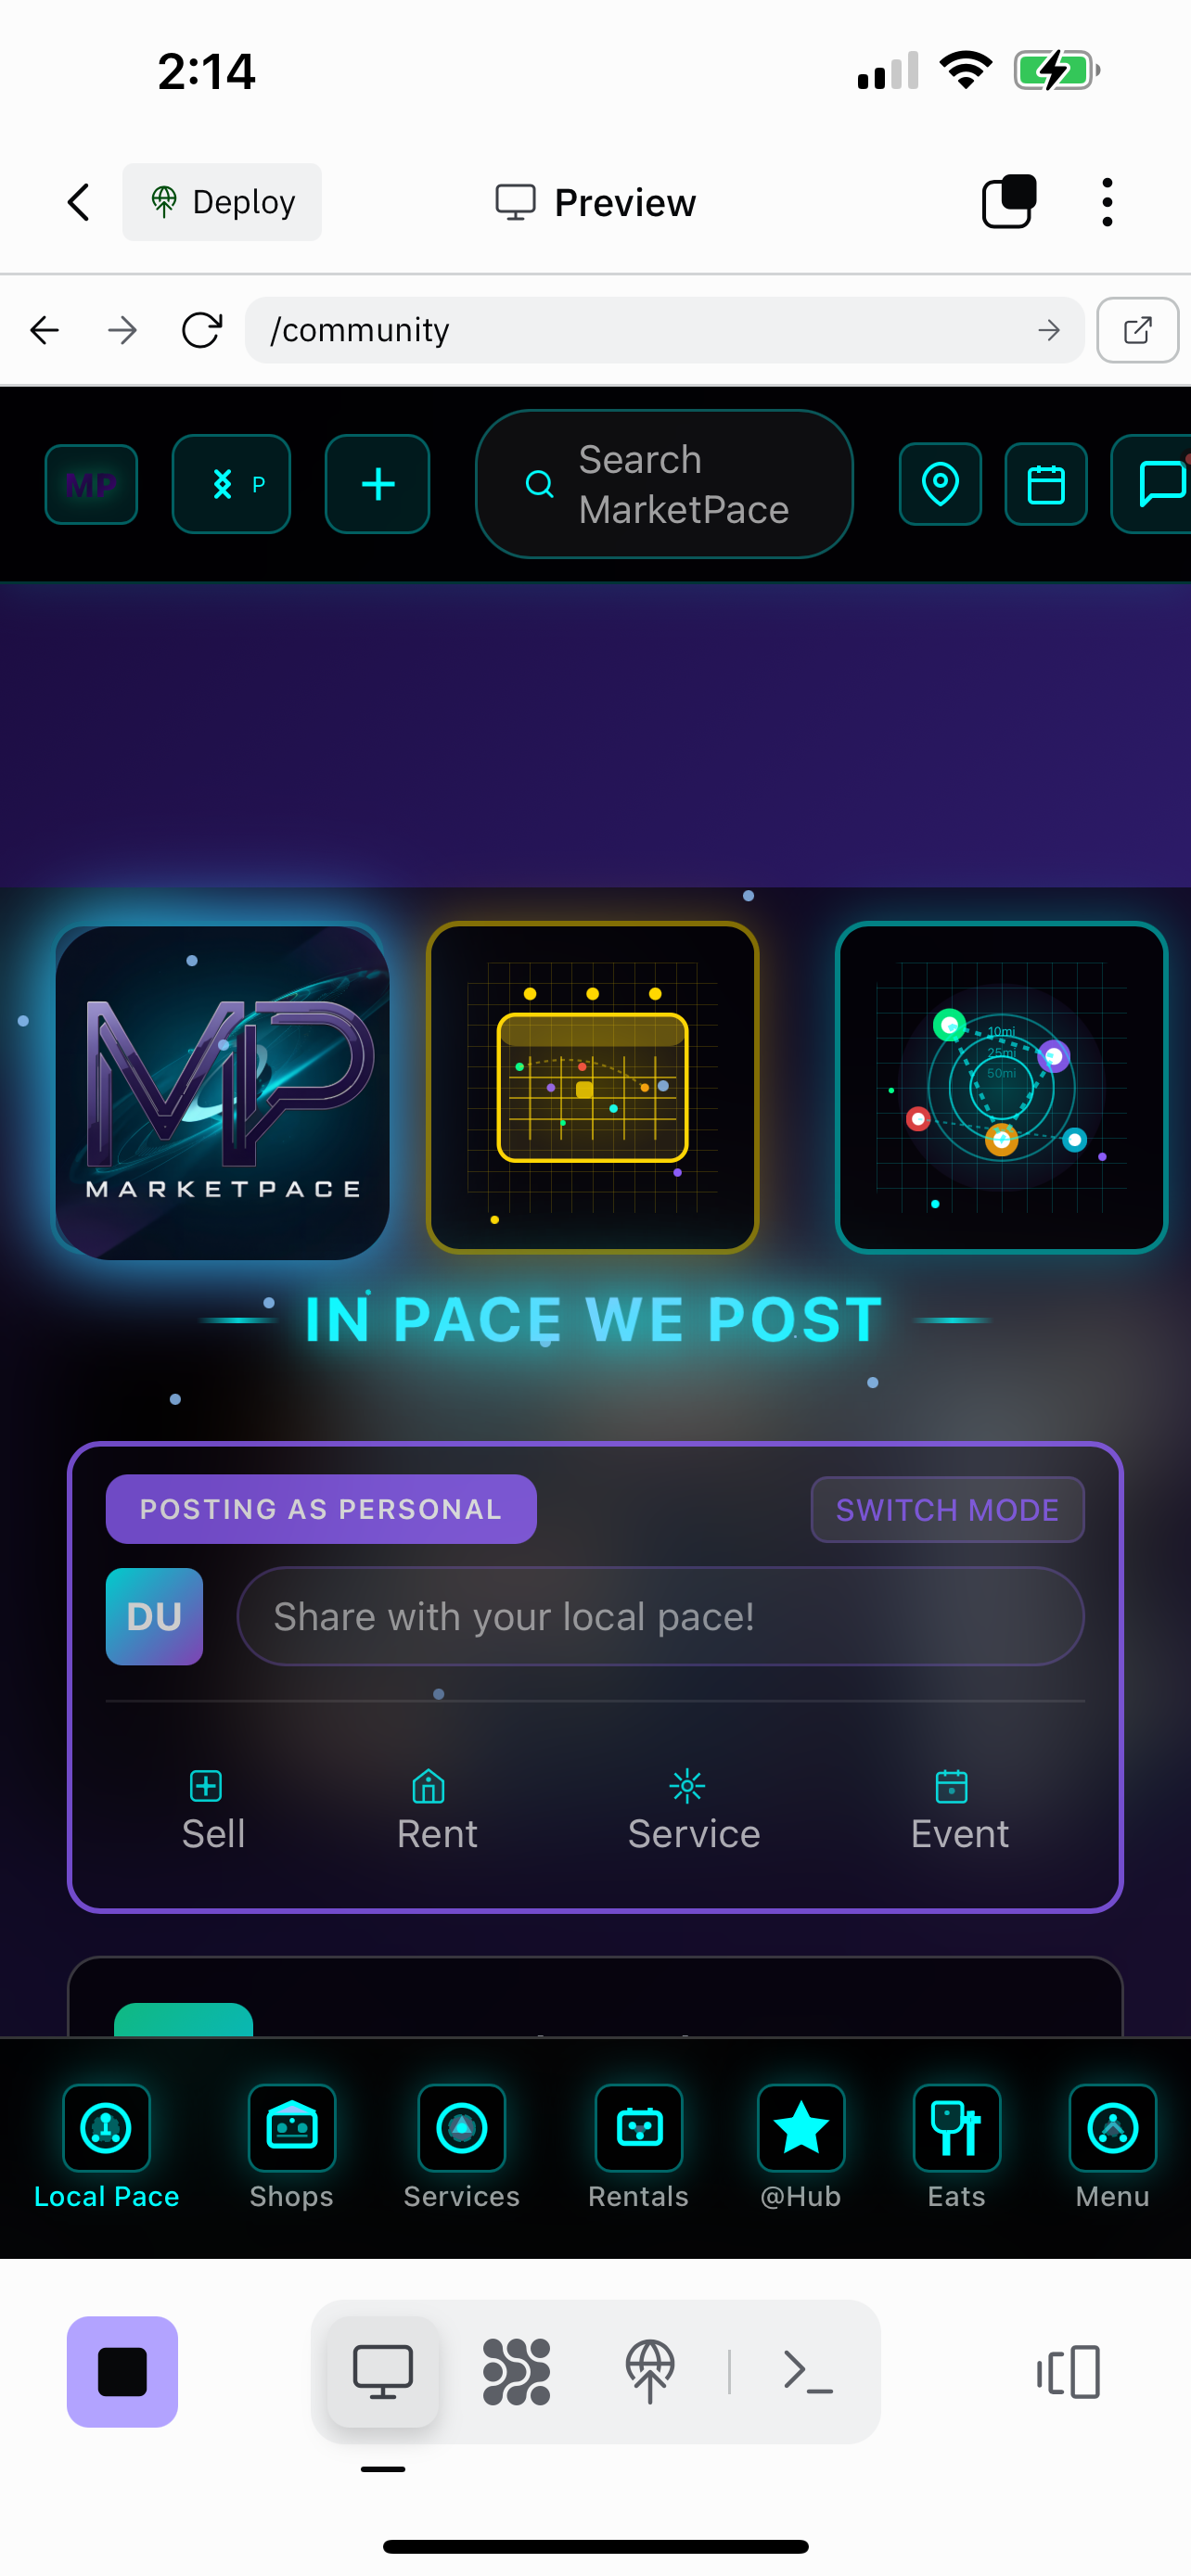 2:14
Deploy
Preview
/community
MP
P
Search
MarketPace
MP
MARKETPACE
10mi
25mi
50mi
IN PACE WE POST
POSTING AS PERSONAL
SWITCH MODE
DU
Share with your local pace!
Sell
Rent
Service
Event
Local Pace
Shops
Services
Rentals
@Hub
Eats
Menu